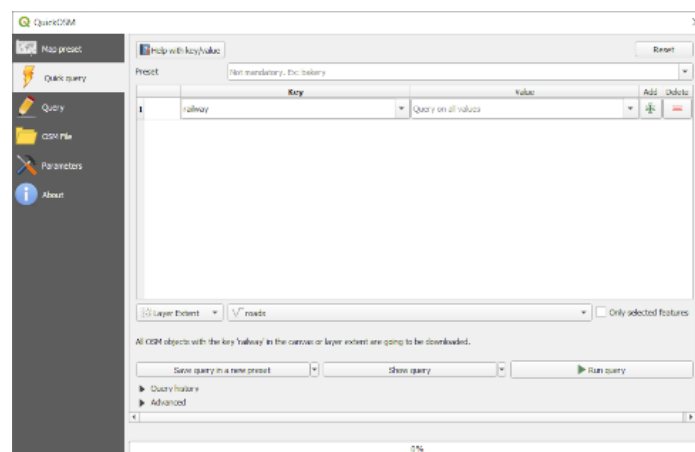 QuickOSM
Map preset
Quick query
Query
OSM File
Parameters
About
Help with key/value
Reset
Preset
Not mandatory. Ex: bakery
Key Value Add Delete
1 railway Query on all values
Layer Extent roads Only selected features
All OSM objects with the key 'railway' in the canvas or layer extent are going to be downloaded.
Save query in a new preset Show query Run query
Query history
Advanced
0%